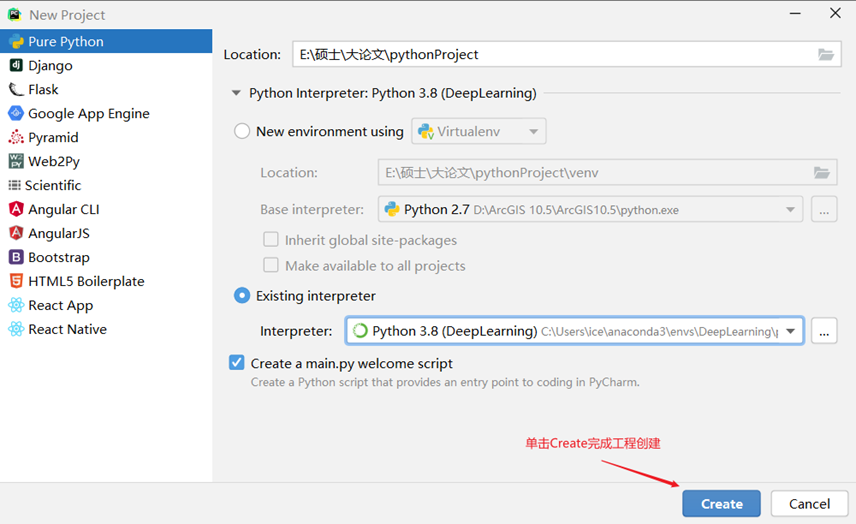 New Project
Pure Python
Django
Flask
Google App Engine
Pyramid
Web2Py
Scientific
Angular CLI
AngularJS
Bootstrap
HTML5 Boilerplate
React App
React Native
Location: E:\硕士\大论文\pythonProject
Python Interpreter: Python 3.8 (DeepLearning)
New environment using Virtualenv
Location: E:\硕士\大论文\pythonProject\venv
Base interpreter: Python 2.7 D:\ArcGIS 10.5\ArcGIS10.5\python.exe ...
Inherit global site-packages
Make available to all projects
Existing interpreter
Interpreter: Python 3.8 (DeepLearning) C:\Users\ice\anaconda3\envs\DeepLearning\ ...
Create a main.py welcome script
Create a Python script that provides an entry point to coding in PyCharm.
单击Create完成工程创建
Create Cancel